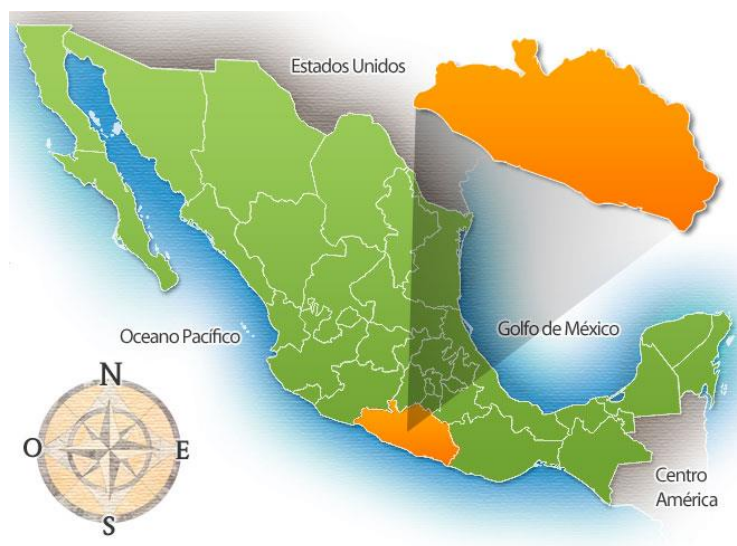 Estados Unidos
Golfo de México
Oceano Pacífico
N
O
E
S
Centro
América